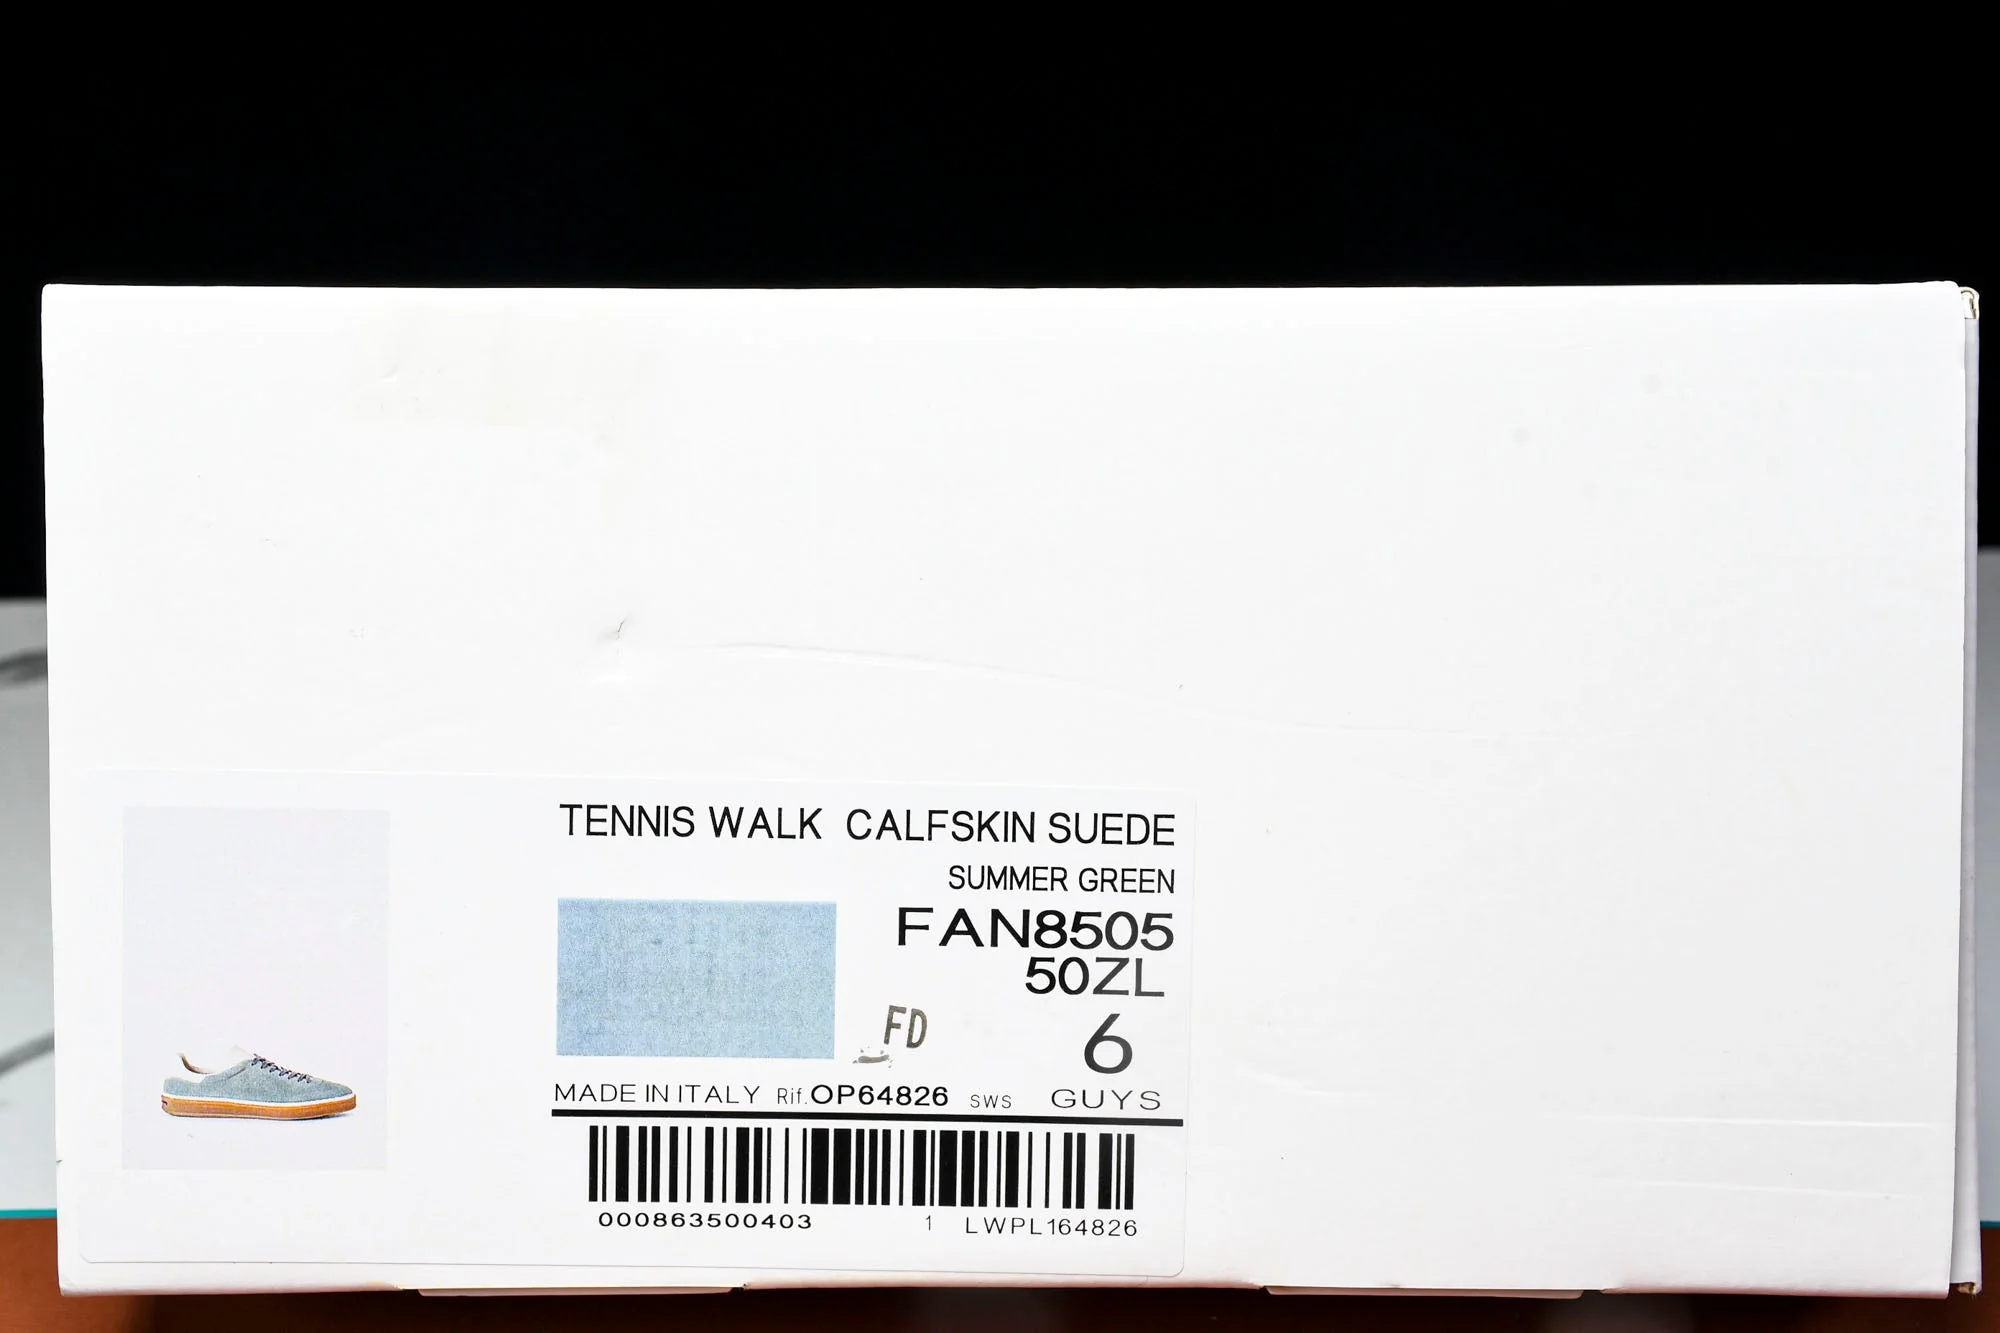 TENNIS WALK CALFSKIN SUEDE
SUMMER GREEN
FAN8505
50ZL
FD
6
MADE IN ITALY Rif.OP64826 SWS GUYS
000863500403 1 LWPL164826